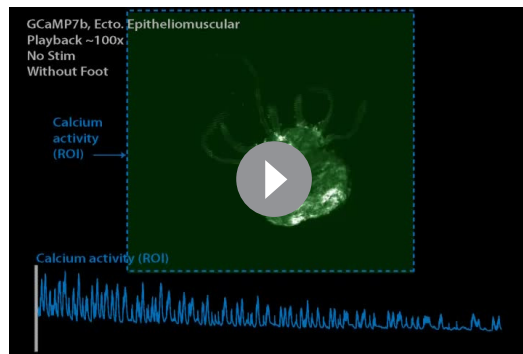 GCaMP7b, Ecto. Epitheliomuscular
Playback ~100x
No Stim
Without Foot
Calcium
activity
(ROI)
Calcium activity (ROI)